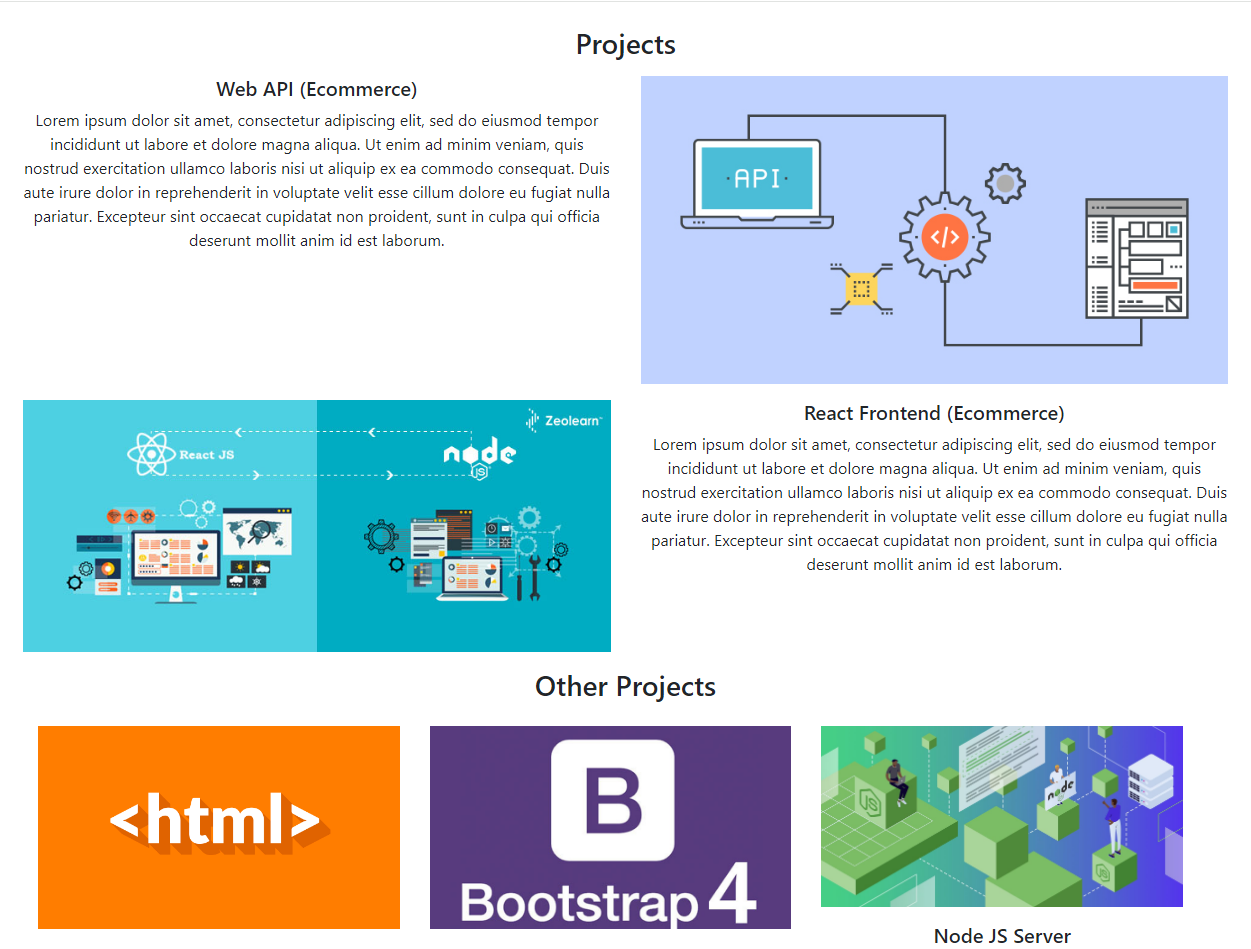 Projects
Web API (Ecommerce)
Lorem ipsum dolor sit amet, consectetur adipiscing elit, sed do eiusmod tempor
incididunt ut labore et dolore magna aliqua. Ut enim ad minim veniam, quis
nostrud exercitation ullamco laboris nisi ut aliquip ex ea commodo consequat. Duis
aute irure dolor in reprehenderit in voluptate velit esse cillum dolore eu fugiat nulla
pariatur. Excepteur sint occaecat cupidatat non proident, sunt in culpa qui officia
deserunt mollit anim id est laborum.
API
</>
Zeolearn
React JS
node
JS
React Frontend (Ecommerce)
Lorem ipsum dolor sit amet, consectetur adipiscing elit, sed do eiusmod tempor
incididunt ut labore et dolore magna aliqua. Ut enim ad minim veniam, quis
nostrud exercitation ullamco laboris nisi ut aliquip ex ea commodo consequat. Duis
aute irure dolor in reprehenderit in voluptate velit esse cillum dolore eu fugiat nulla
pariatur. Excepteur sint occaecat cupidatat non proident, sunt in culpa qui officia
deserunt mollit anim id est laborum.
Other Projects
<html>
B
Bootstrap 4
node
JS
JS
Node JS Server